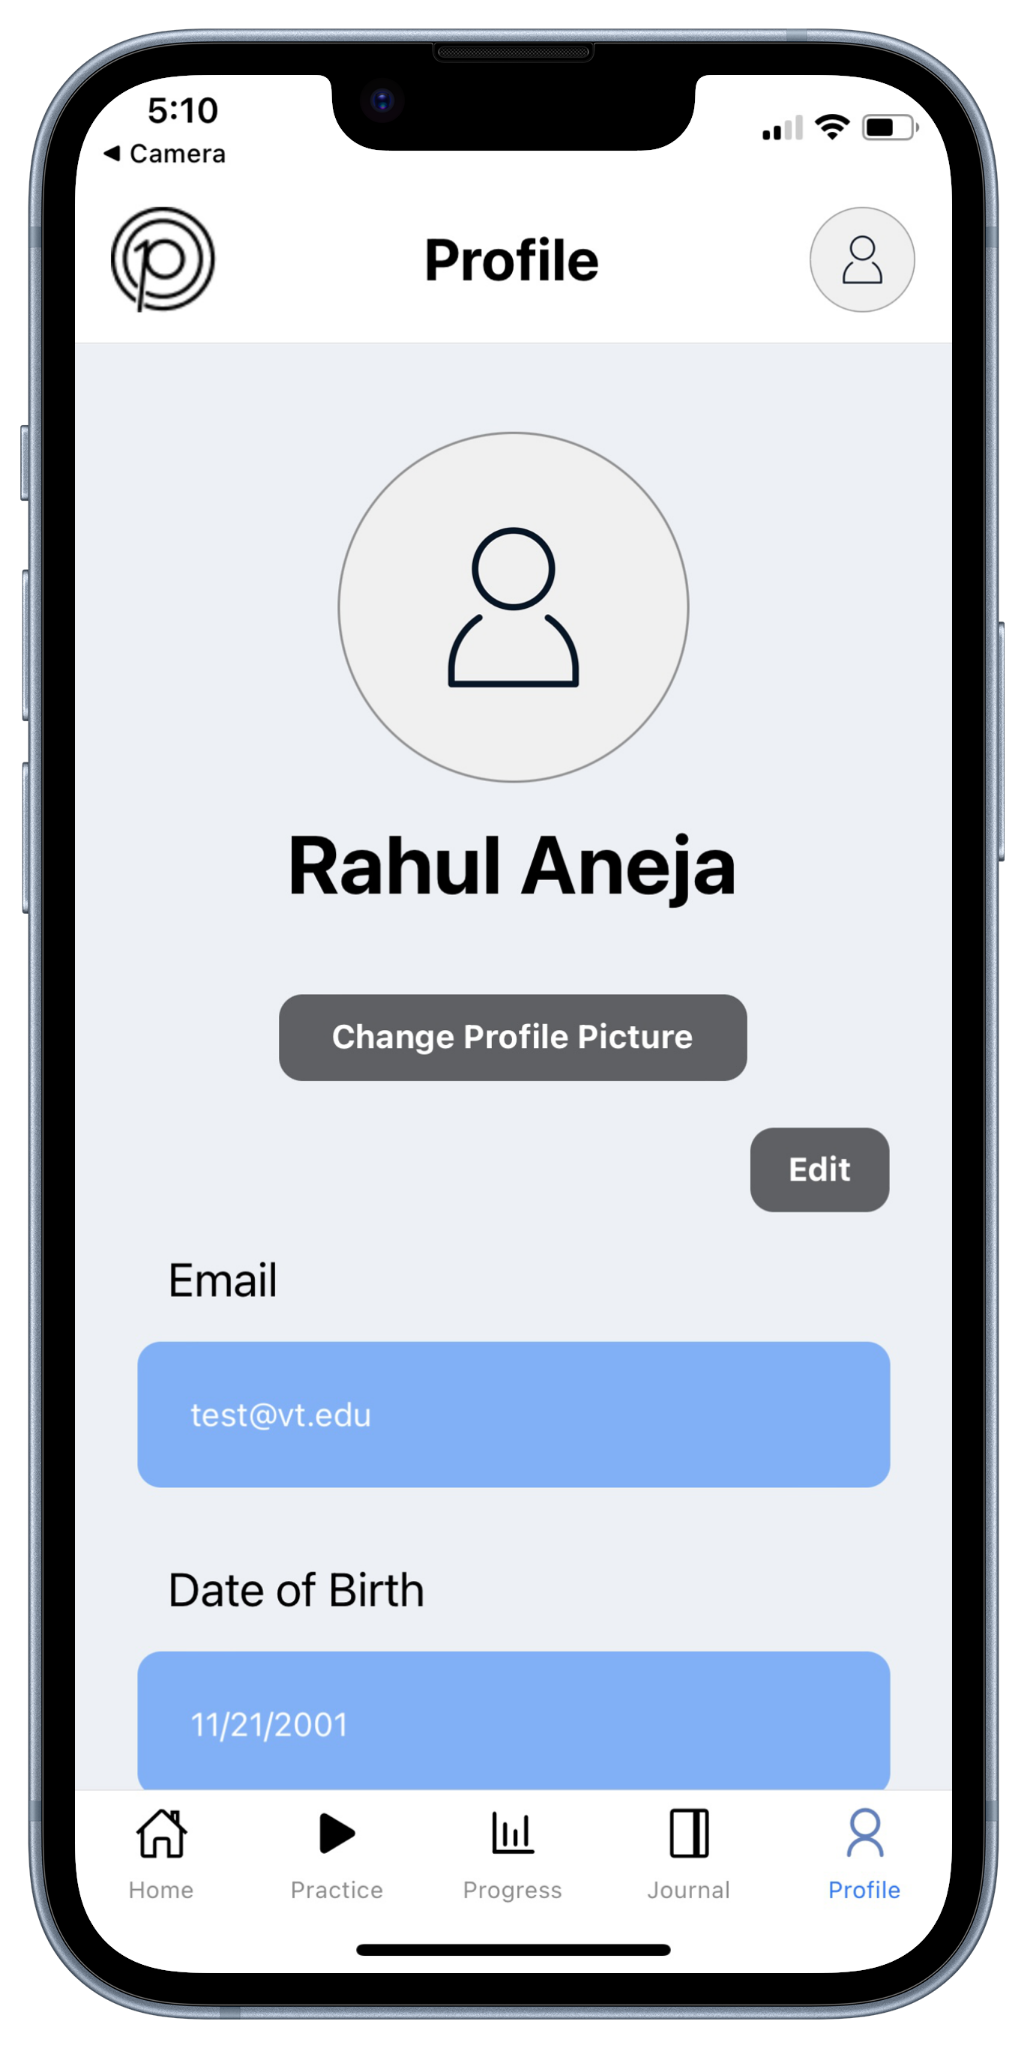 5:10
◀ Camera
Profile
Rahul Aneja
Change Profile Picture
Edit
Email
test@vt.edu
Date of Birth
11/21/2001
Home
Practice
Progress
Journal
Profile